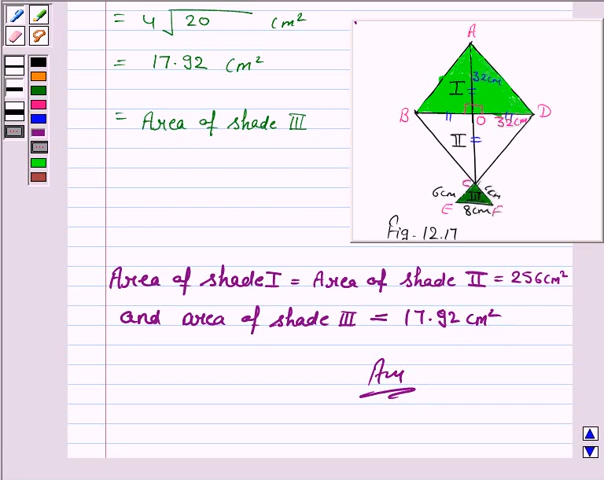 = 4√20 cm²
= 17.92 cm²
= Area of shade III
A
32cm
I
B
O
D
32cm
II
C
6cm
6cm
III
E
8cm
F
Fig-12.17
Area of shade I = Area of shade II = 256cm²
and area of shade III = 17.92 cm²
Ans